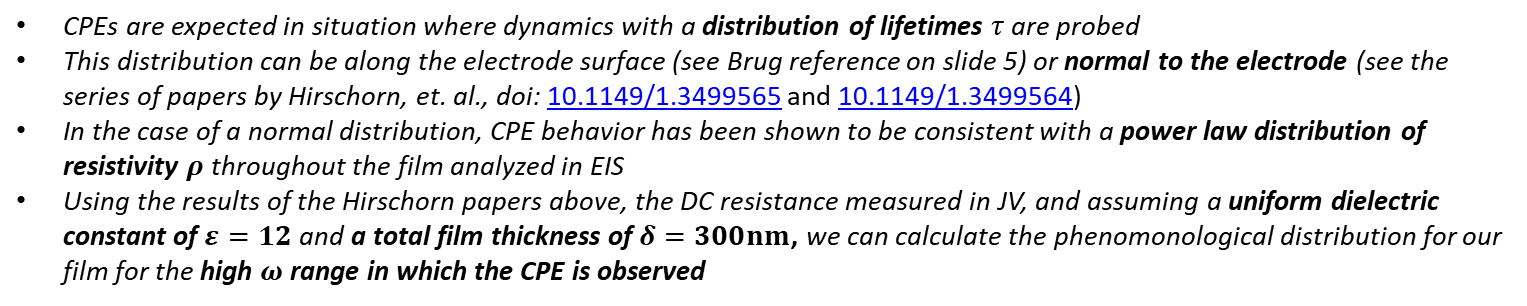 • CPEs are expected in situation where dynamics with a distribution of lifetimes τ are probed
• This distribution can be along the electrode surface (see Brug reference on slide 5) or normal to the electrode (see the
series of papers by Hirschorn, et. al., doi: 10.1149/1.3499565 and 10.1149/1.3499564)
• In the case of a normal distribution, CPE behavior has been shown to be consistent with a power law distribution of
resistivity ρ throughout the film analyzed in EIS
• Using the results of the Hirschorn papers above, the DC resistance measured in JV, and assuming a uniform dielectric
constant of ε = 12 and a total film thickness of δ = 300nm, we can calculate the phenomonological distribution for our
film for the high ω range in which the CPE is observed